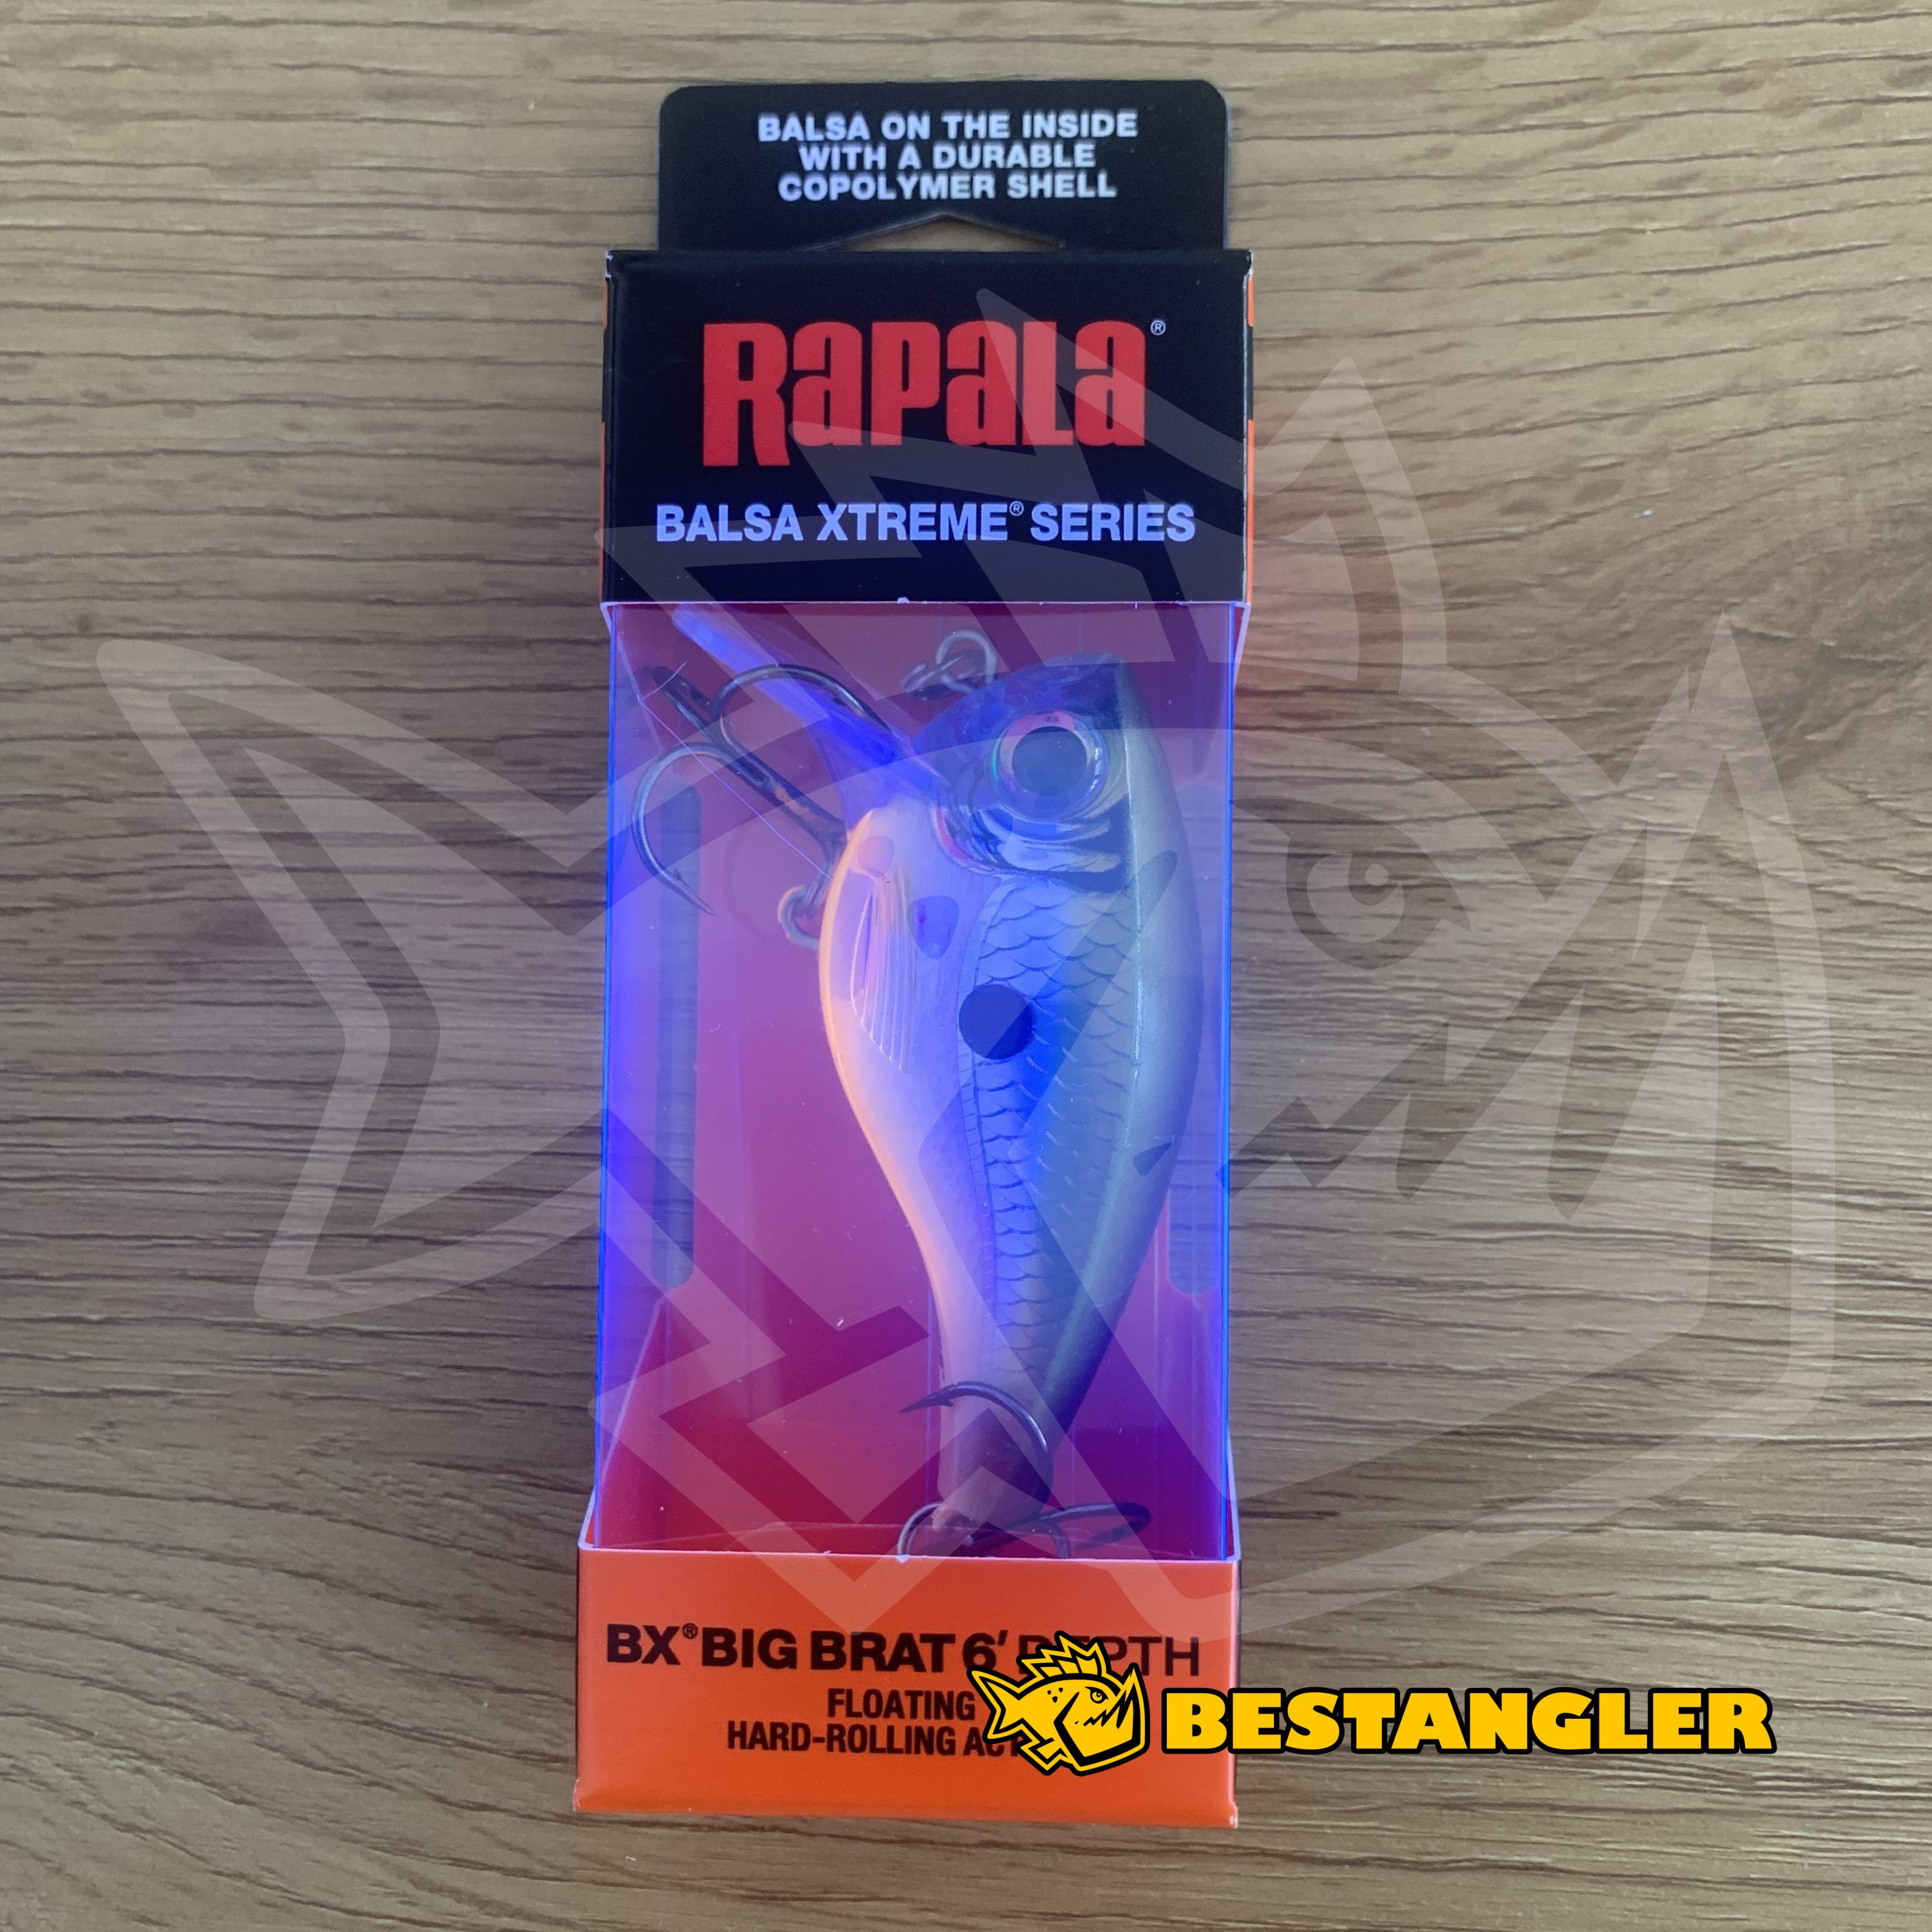 BALSA ON THE INSIDE
WITH A DURABLE
COPOLYMER SHELL
Rapala®
BALSA XTREME® SERIES
BX® BIG BRAT 6' DEPTH
FLOATING
HARD-ROLLING
BESTANGLER